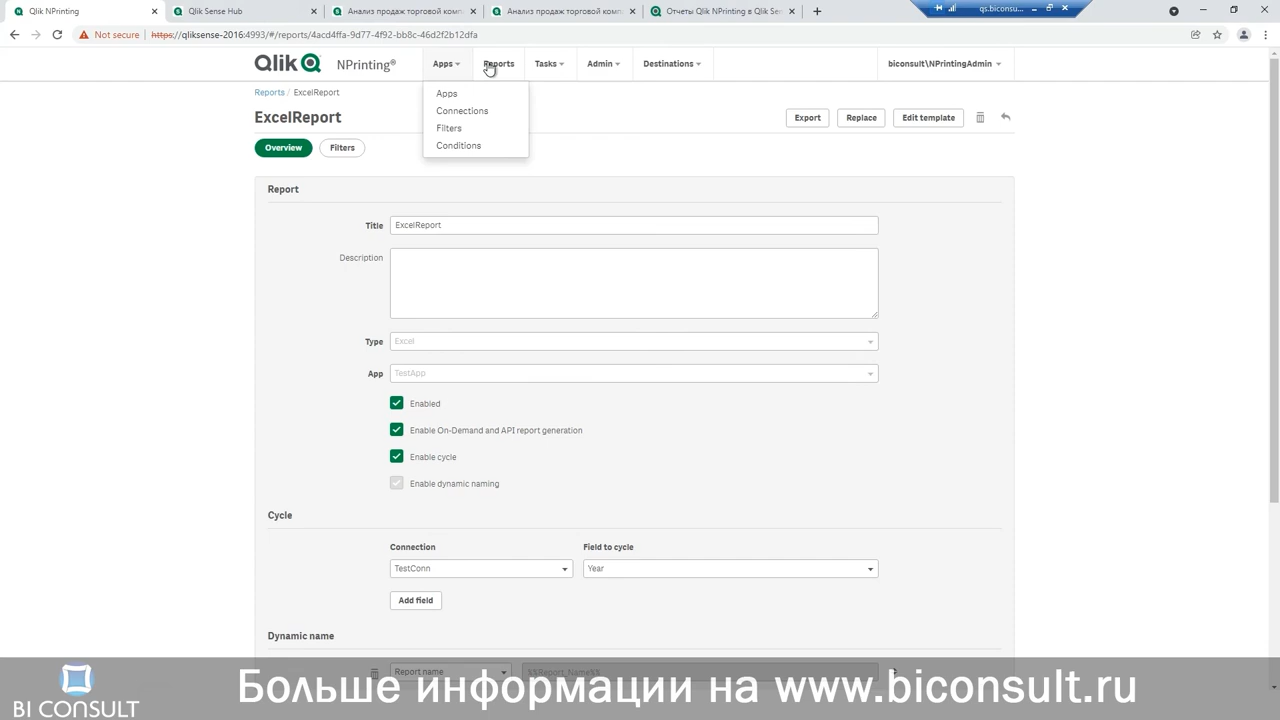 Qlik NPrinting
Qlik Sense Hub
Анализ продаж торговой комп
Анализ продаж торговой комп
Отчеты Qlik NPrinting в Qlik Se
qs.biconsu...
Not secure
https://qliksense-2016:4993/#/reports/4acd4ffa-9d77-4f92-bb8c-46d2f2b12dfa
Qlik NPrinting®
Apps
Reports
Tasks
Admin
Destinations
biconsult\NPrintingAdmin
Reports / ExcelReport
Apps
Connections
Filters
Conditions
ExcelReport
Export
Replace
Edit template
Overview
Filters
Report
Title
ExcelReport
Description
Type
Excel
App
TestApp
Enabled
Enable On-Demand and API report generation
Enable cycle
Enable dynamic naming
Cycle
Connection
Field to cycle
TestConn
Year
Add field
Dynamic name
Report name
%%Report_Name%%
Больше информации на www.biconsult.ru
BI CONSULT